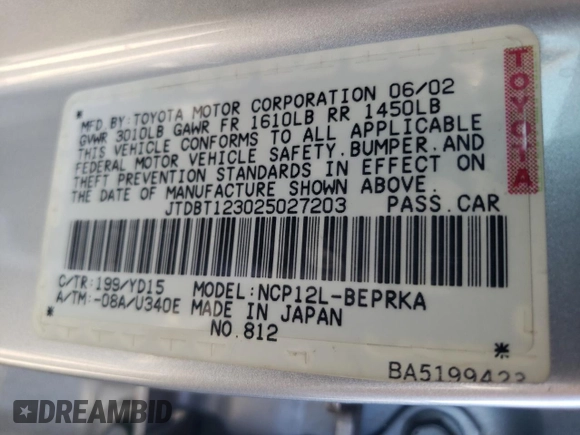 MFD BY:TOYOTA MOTOR CORPORATION 06/02
GVWR 3010LB GAWR FR 1610LB RR 1450LB
THIS VEHICLE CONFORMS TO ALL APPLICABLE
FEDERAL MOTOR VEHICLE SAFETY,BUMPER,AND
THEFT PREVENTION STANDARDS IN EFFECT ON
THE DATE OF MANUFACTURE SHOWN ABOVE.
JTDBT123025027203 PASS.CAR
C/TR:199/YD15 MODEL:NCP12L-BEPRKA
A/TM:-08A/U340E MADE IN JAPAN
NO.812
BA5199423
TOYOTA
DREAMBID